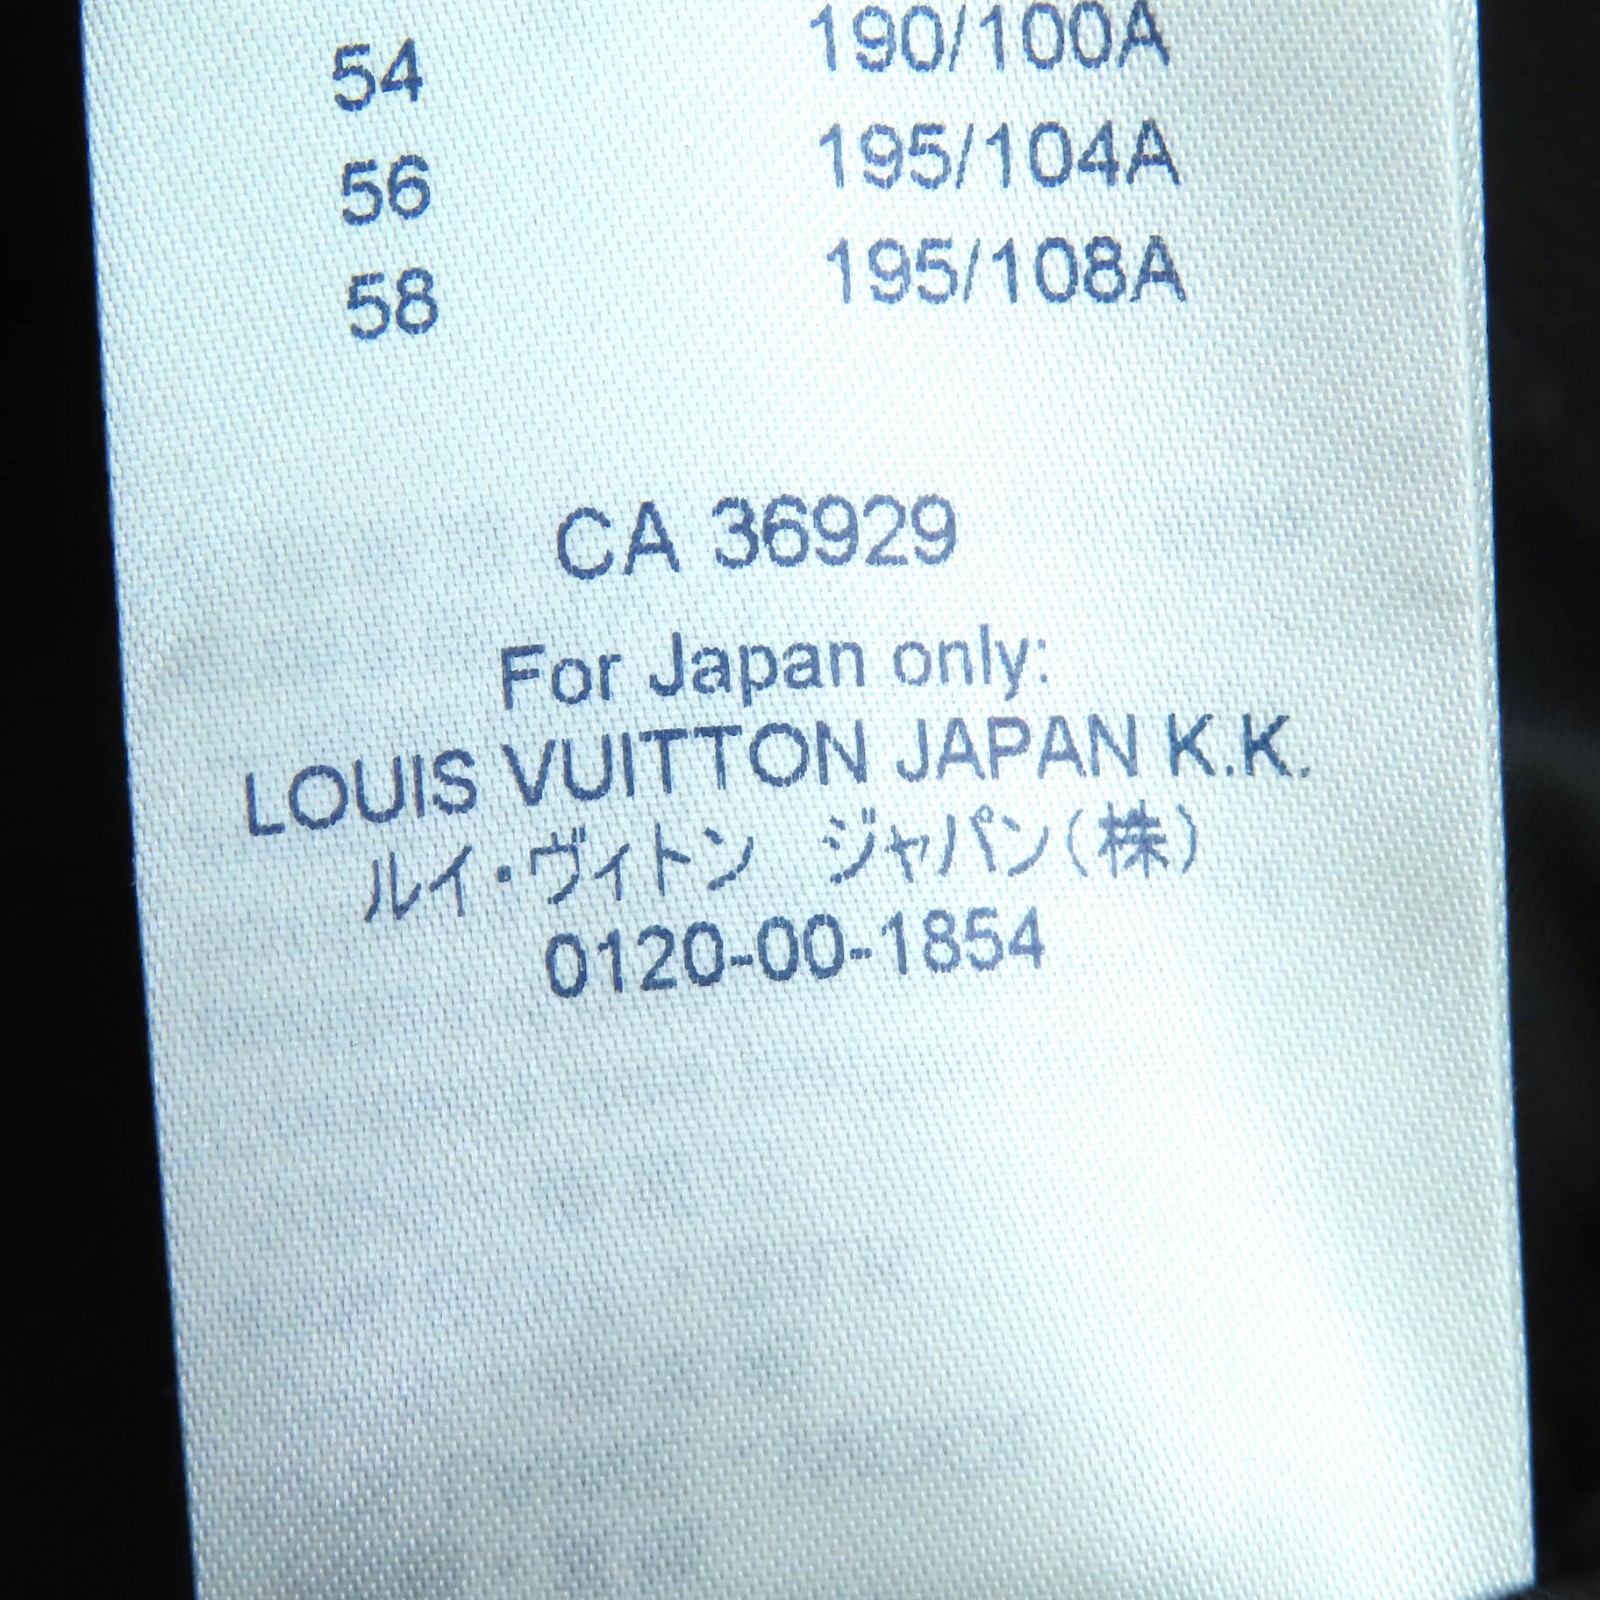 54 190/100A
56 195/104A
58 195/108A
CA 36929
For Japan only:
LOUIS VUITTON JAPAN K.K.
ルイ・ヴィトン ジャパン(株)
0120-00-1854